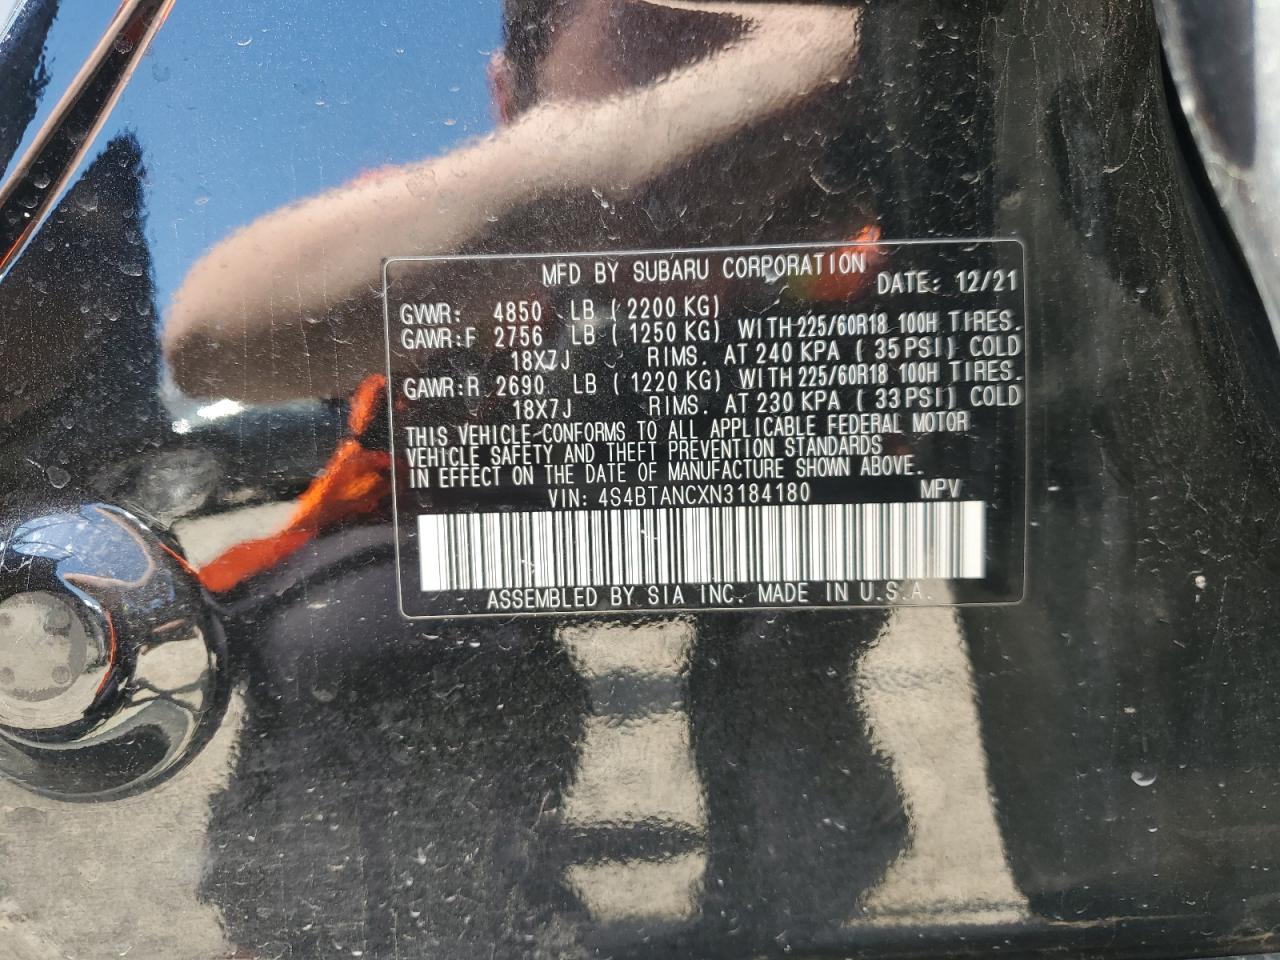 MFD BY SUBARU CORPORATION DATE: 12/21
GVWR: 4850 LB ( 2200 KG)
GAWR:F 2756 LB ( 1250 KG) WITH 225/60R18 100H TIRES.
18X7J RIMS. AT 240 KPA ( 35 PSI) COLD
GAWR:R 2690 LB ( 1220 KG) WITH 225/60R18 100H TIRES.
18X7J RIMS. AT 230 KPA ( 33 PSI) COLD
THIS VEHICLE CONFORMS TO ALL APPLICABLE FEDERAL MOTOR
VEHICLE SAFETY AND THEFT PREVENTION STANDARDS
IN EFFECT ON THE DATE OF MANUFACTURE SHOWN ABOVE.
VIN: 4S4BTANCXN3184180 MPV
ASSEMBLED BY SIA INC. MADE IN U.S.A.